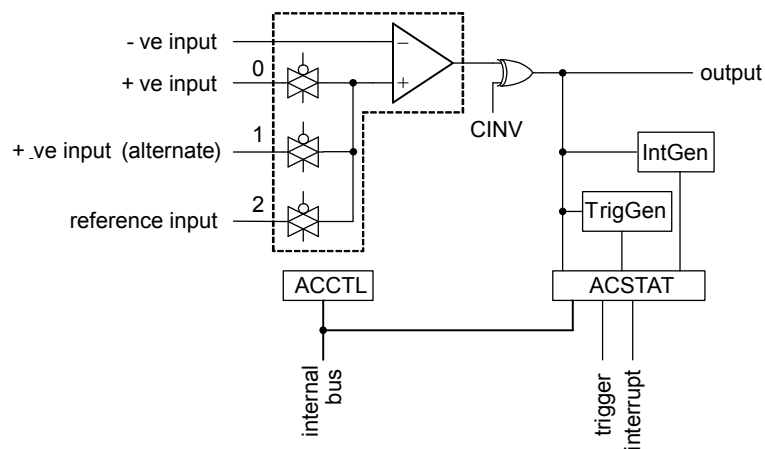 - ve input
−
0
+ ve input
+
output
CINV
1
+ ve input (alternate)
IntGen
2
reference input
TrigGen
ACCTL
ACSTAT
internal
bus
trigger
interrupt